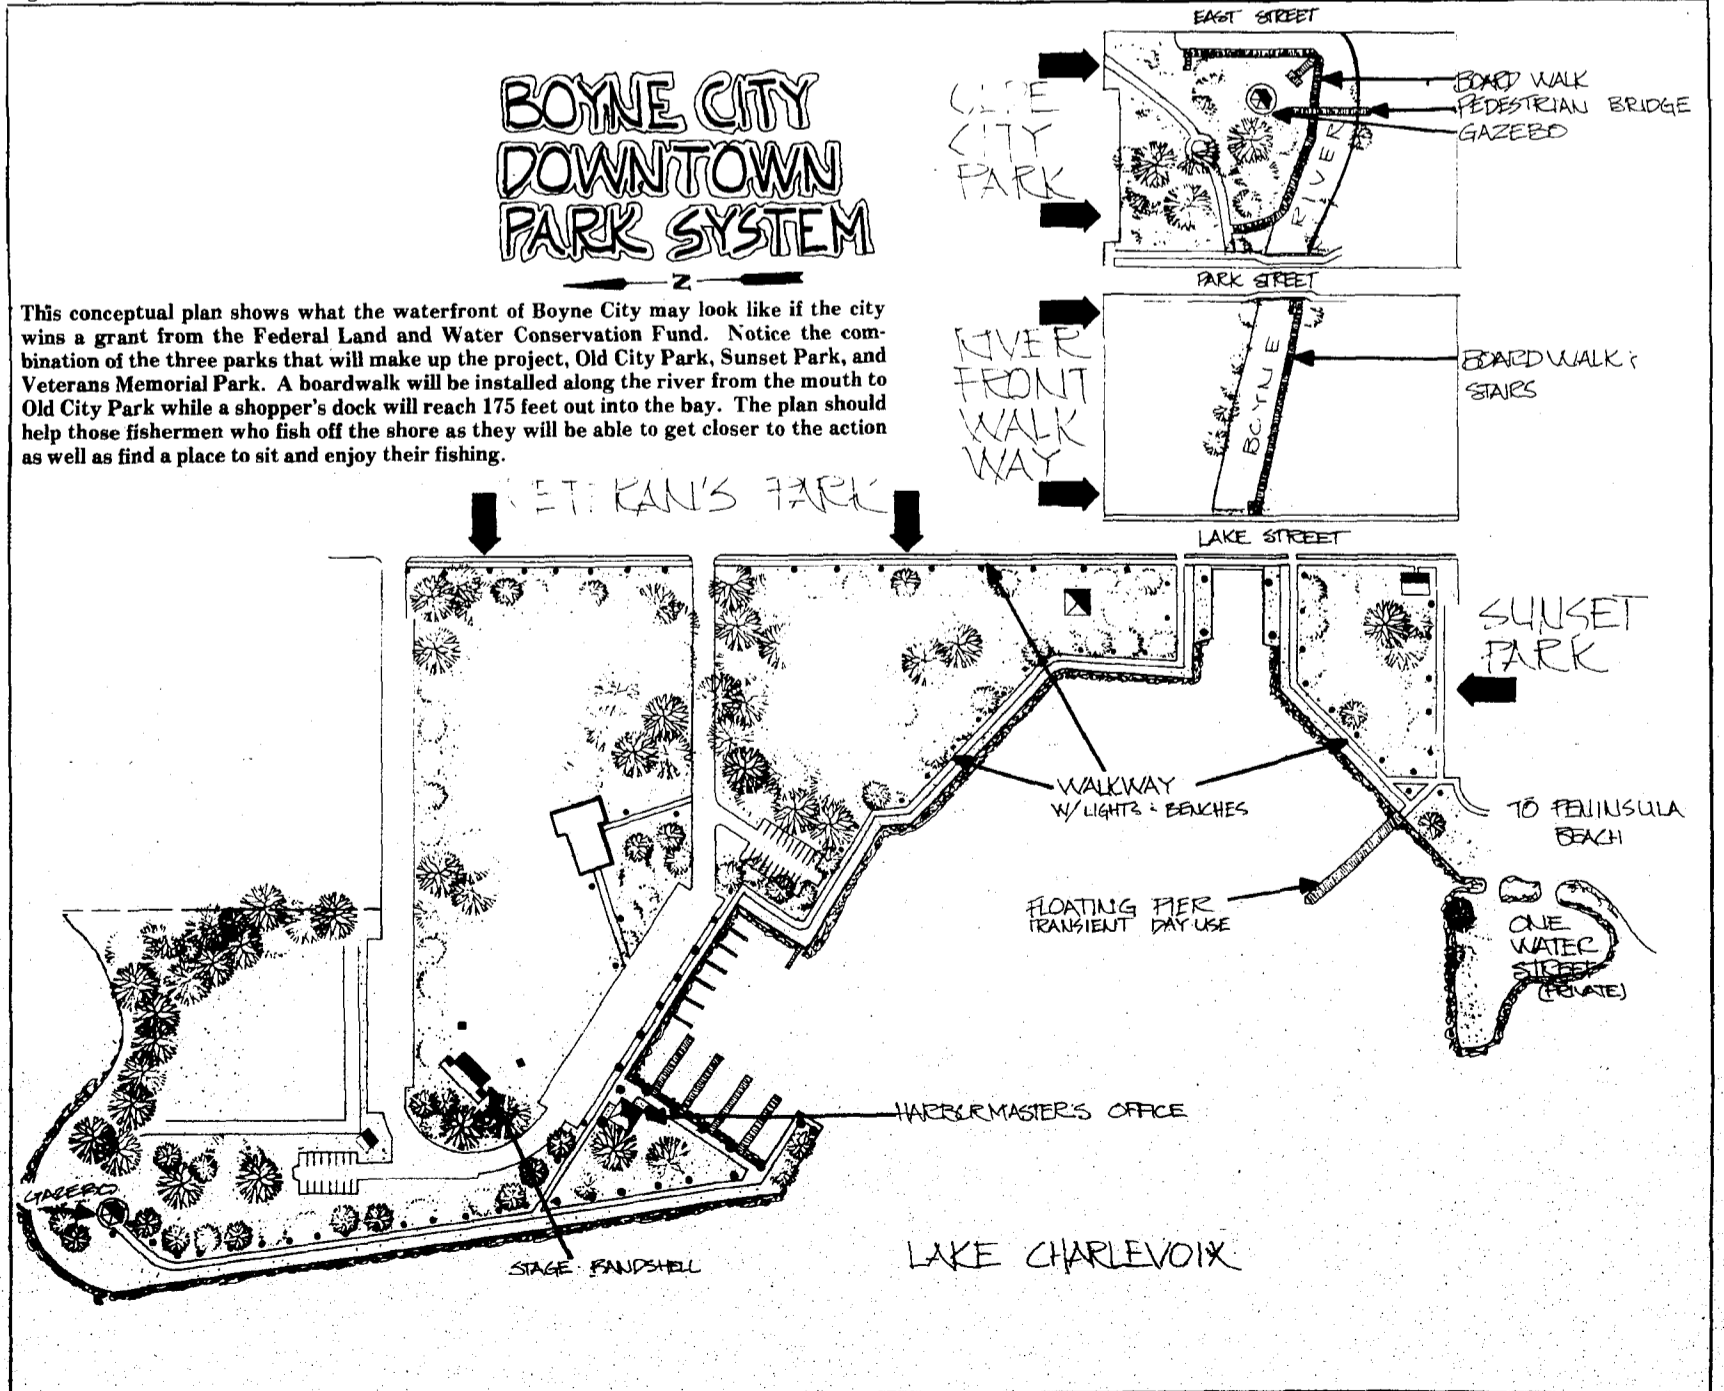 BOYNE CITY
DOWNTOWN
PARK SYSTEM
N
This conceptual plan shows what the waterfront of Boyne City may look like if the city
wins a grant from the Federal Land and Water Conservation Fund. Notice the com-
bination of the three parks that will make up the project, Old City Park, Sunset Park, and
Veterans Memorial Park. A boardwalk will be installed along the river from the mouth to
Old City Park while a shopper's dock will reach 175 feet out into the bay. The plan should
help those fishermen who fish off the shore as they will be able to get closer to the action
as well as find a place to sit and enjoy their fishing.
EAST STREET
CITY
PARK
BOARD WALK
PEDESTRIAN BRIDGE
GAZEBO
RIVER
PARK STREET
RIVER
FRONT
WALK
WAY
BOYNE
BOARDWALK &
STAIRS
LAKE STREET
PARK
SUNSET
PARK
WALKWAY
W/ LIGHTS & BENCHES
TO PENINSULA
BEACH
FLOATING PIER
TRANSIENT DAY USE
ONE
WATER
STREET
(PRIVATE)
HARBORMASTER'S OFFICE
GAZEBO
STAGE BANDSHELL
LAKE CHARLEVOIX